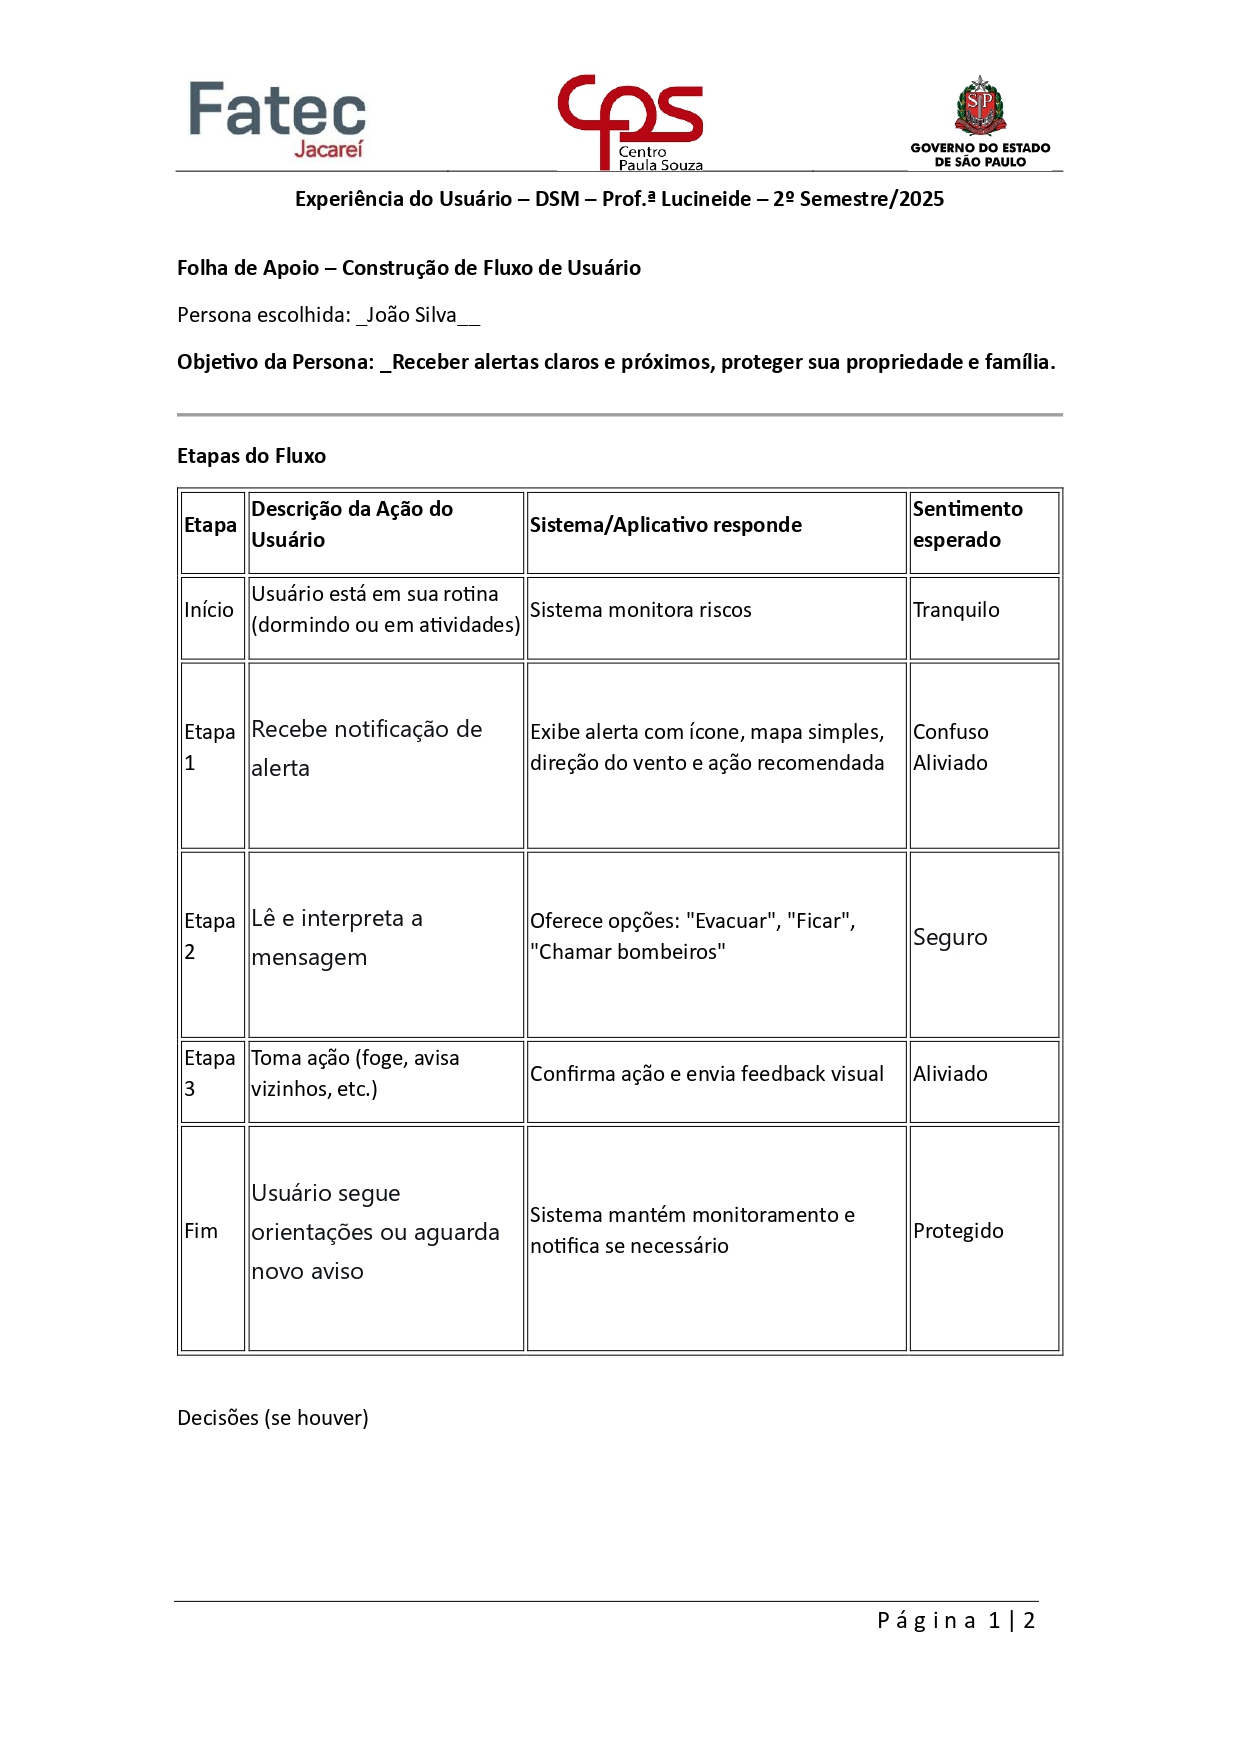 Fatec
Jacareí
cps
Centro
Paula Souza
SP
GOVERNO DO ESTADO
DE SÃO PAULO
Experiência do Usuário – DSM – Prof.ª Lucineide – 2º Semestre/2025
Folha de Apoio – Construção de Fluxo de Usuário
Persona escolhida: _João Silva__
Objetivo da Persona: _Receber alertas claros e próximos, proteger sua propriedade e família.
Etapas do Fluxo
Etapa
Descrição da Ação do
Usuário
Sistema/Aplicativo responde
Sentimento
esperado
Início
Usuário está em sua rotina
(dormindo ou em atividades)
Sistema monitora riscos
Tranquilo
Etapa
1
Recebe notificação de
alerta
Exibe alerta com ícone, mapa simples,
direção do vento e ação recomendada
Confuso
Aliviado
Etapa
2
Lê e interpreta a
mensagem
Oferece opções: "Evacuar", "Ficar",
"Chamar bombeiros"
Seguro
Etapa
3
Toma ação (foge, avisa
vizinhos, etc.)
Confirma ação e envia feedback visual
Aliviado
Fim
Usuário segue
orientações ou aguarda
novo aviso
Sistema mantém monitoramento e
notifica se necessário
Protegido
Decisões (se houver)
Página 1|2